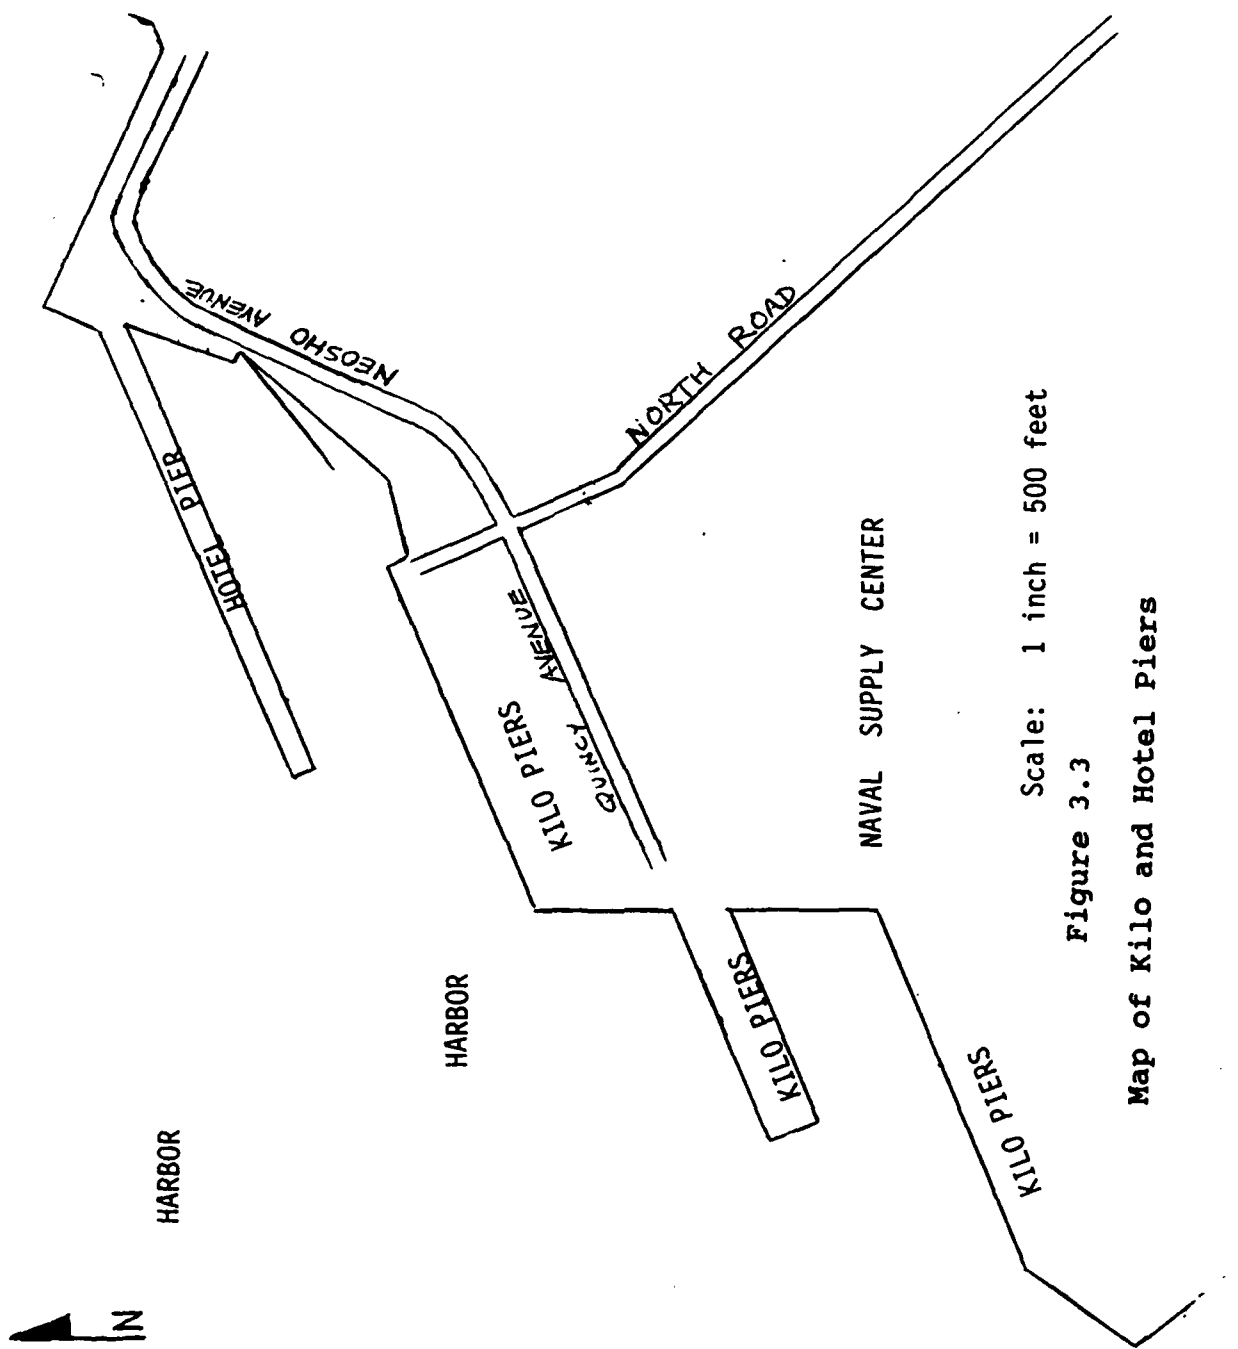 N
HARBOR
HARBOR
HOTEL PIER
NEOSHO AVENUE
NORTH ROAD
KILO PIERS
QUINCY AVENUE
KILO PIERS
KILO PIERS
NAVAL SUPPLY CENTER
Scale: 1 inch = 500 feet
Figure 3.3
Map of Kilo and Hotel Piers